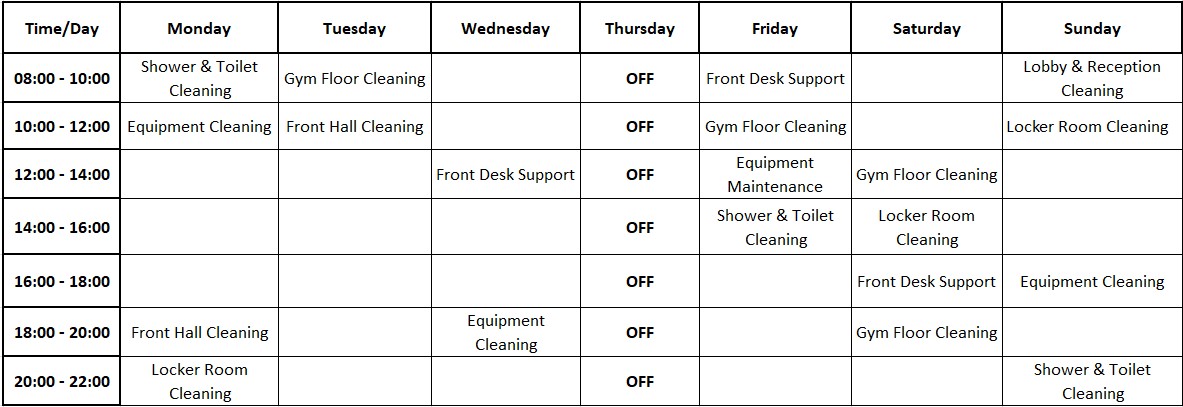 Time/Day Monday Tuesday Wednesday Thursday Friday Saturday Sunday
08:00 - 10:00 Shower & Toilet Cleaning Gym Floor Cleaning OFF Front Desk Support Lobby & Reception Cleaning
10:00 - 12:00 Equipment Cleaning Front Hall Cleaning OFF Gym Floor Cleaning Locker Room Cleaning
12:00 - 14:00 Front Desk Support OFF Equipment Maintenance Gym Floor Cleaning
14:00 - 16:00 OFF Shower & Toilet Cleaning Locker Room Cleaning
16:00 - 18:00 OFF Front Desk Support Equipment Cleaning
18:00 - 20:00 Front Hall Cleaning Equipment Cleaning OFF Gym Floor Cleaning
20:00 - 22:00 Locker Room Cleaning OFF Shower & Toilet Cleaning